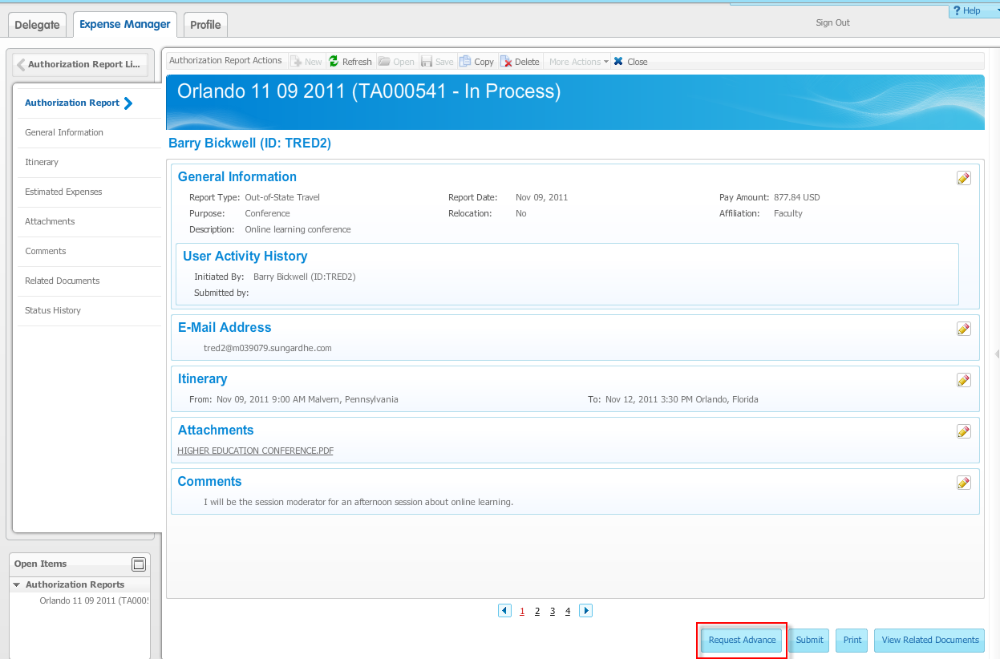 Help
Delegate
Expense Manager
Profile
Sign Out
Authorization Report Li...
Authorization Report
General Information
Itinerary
Estimated Expenses
Attachments
Comments
Related Documents
Status History
Open Items
Authorization Reports
Orlando 11 09 2011 (TA000!
Authorization Report Actions New Refresh Open Save Copy Delete More Actions Close
Orlando 11 09 2011 (TA000541 - In Process)
Barry Bickwell (ID: TRED2)
General Information
Report Type: Out-of-State Travel Report Date: Nov 09, 2011 Pay Amount: 877.84 USD
Purpose: Conference Relocation: No Affiliation: Faculty
Description: Online learning conference
User Activity History
Initiated By: Barry Bickwell (ID:TRED2)
Submitted by:
E-Mail Address
tred2@m039079.sungardhe.com
Itinerary
From: Nov 09, 2011 9:00 AM Malvern, Pennsylvania To: Nov 12, 2011 3:30 PM Orlando, Florida
Attachments
HIGHER EDUCATION CONFERENCE.PDF
Comments
I will be the session moderator for an afternoon session about online learning.
1 2 3 4
Request Advance Submit Print View Related Documents